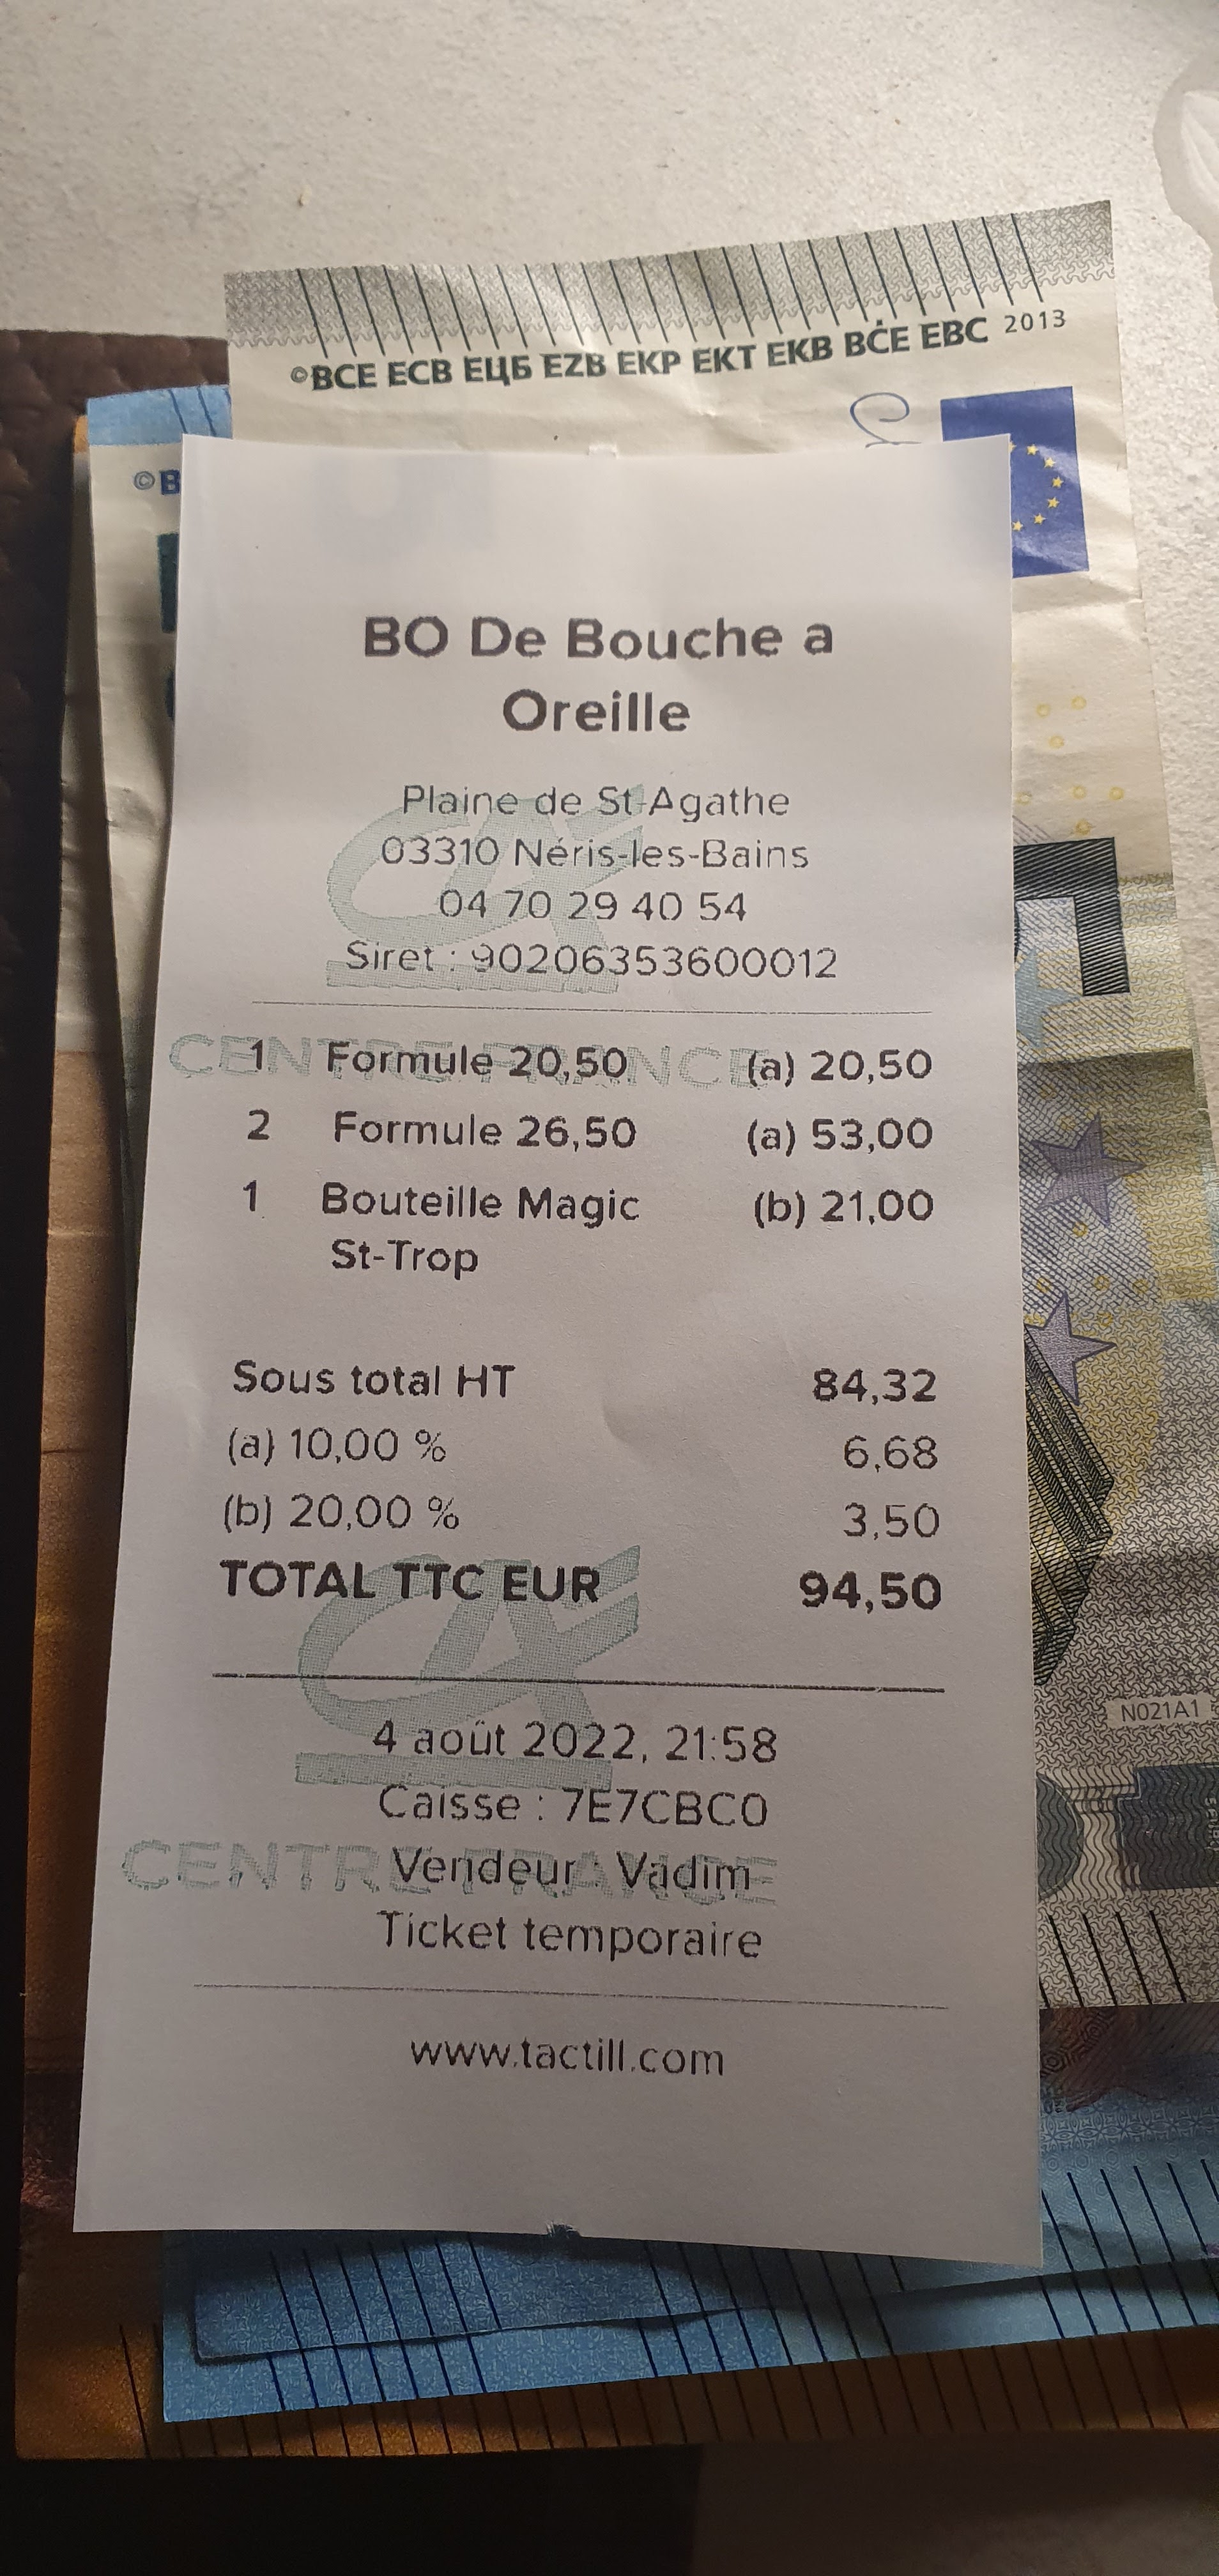 ©BCE ECB ЕЦБ EZB EKP EKT EKB BĊE EBC 2013
©B
BO De Bouche a
Oreille
Plaine de St-Agathe
03310 Néris-les-Bains
04 70 29 40 54
Siret : 90206353600012
CENTRE FRANCE
1 Formule 20,50 (a) 20,50
2 Formule 26,50 (a) 53,00
1 Bouteille Magic (b) 21,00
St-Trop
Sous total HT 84,32
(a) 10,00 % 6,68
(b) 20,00 % 3,50
TOTAL TTC EUR 94,50
N021A1
4 août 2022, 21:58
Caisse : 7E7CBC0
CENTRE FRANCE
Vendeur : Vadim
Ticket temporaire
www.tactill.com